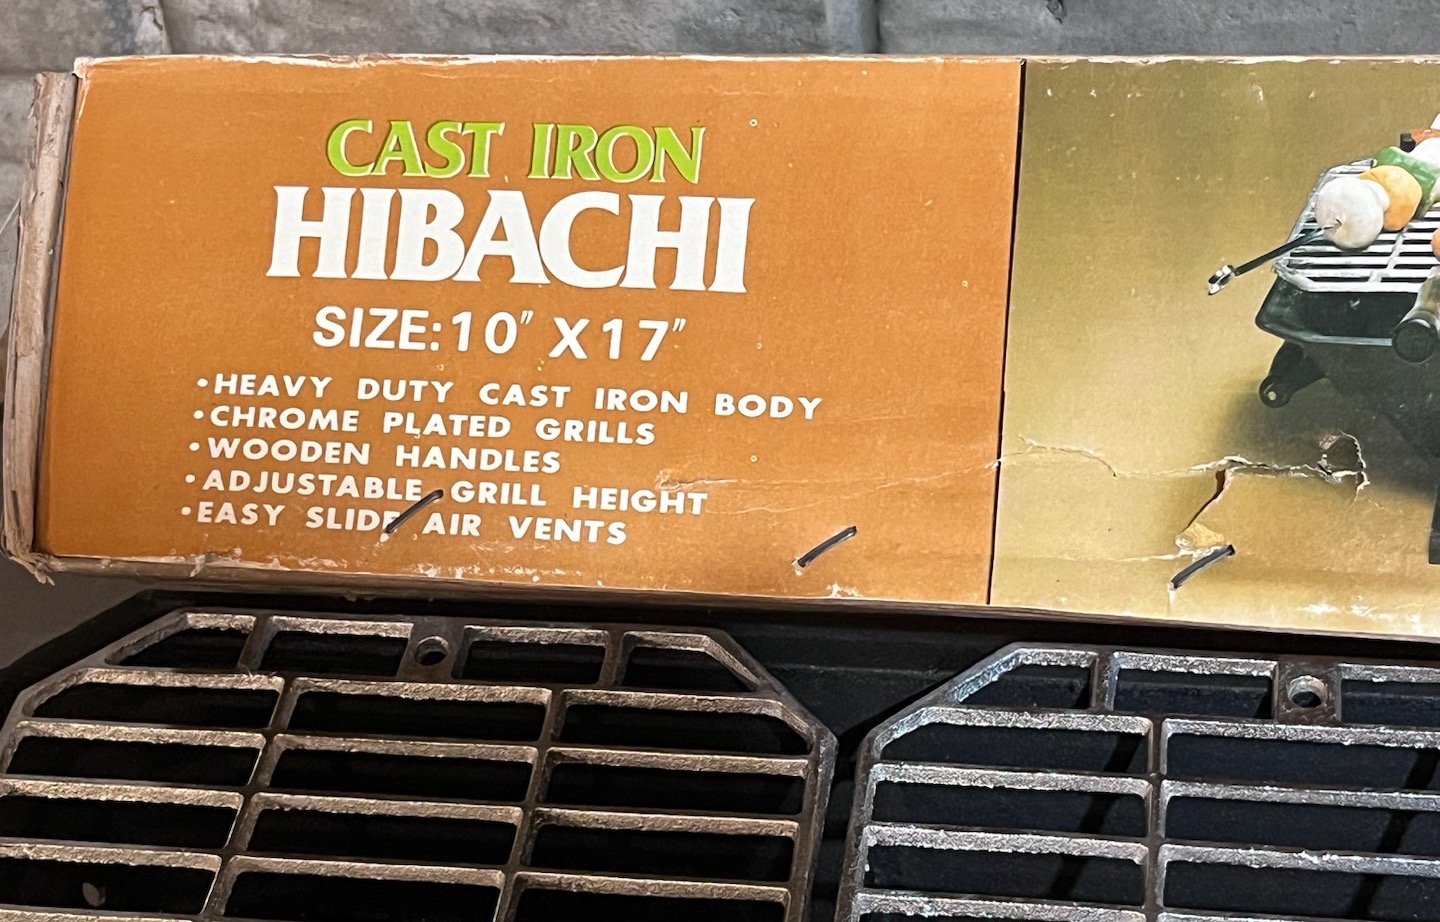 CAST IRON
HIBACHI
SIZE: 10" X 17"
•HEAVY DUTY CAST IRON BODY
•CHROME PLATED GRILLS
•WOODEN HANDLES
•ADJUSTABLE GRILL HEIGHT
•EASY SLIDE AIR VENTS